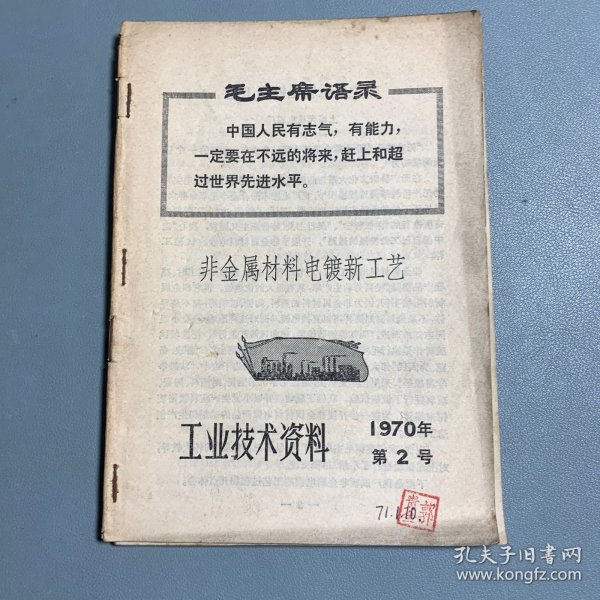 毛主席语录
中国人民有志气，有能力，
一定要在不远的将来，赶上和超
过世界先进水平。
非金属材料电镀新工艺
工业技术资料
1970年
第2号
71.1.10.
孔夫子旧书网
www.kongfz.com